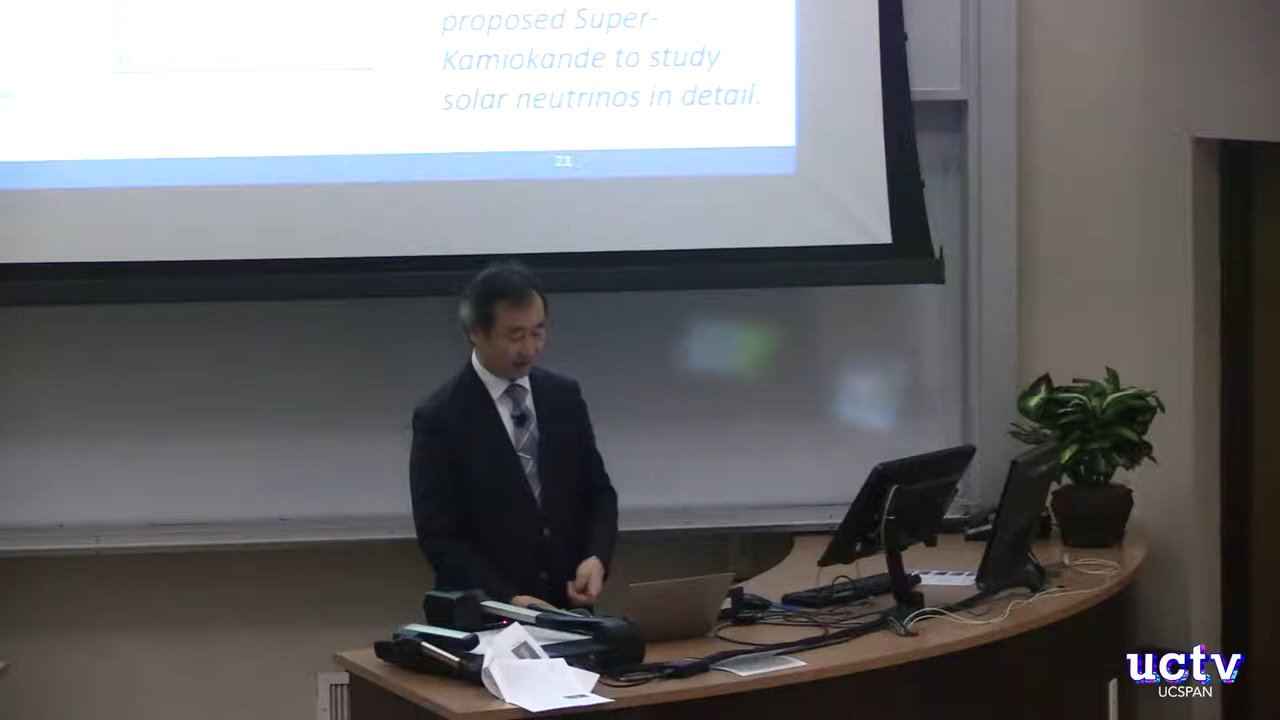 proposed Super-
Kamiokande to study
solar neutrinos in detail.
21
uctv
UCSPAN